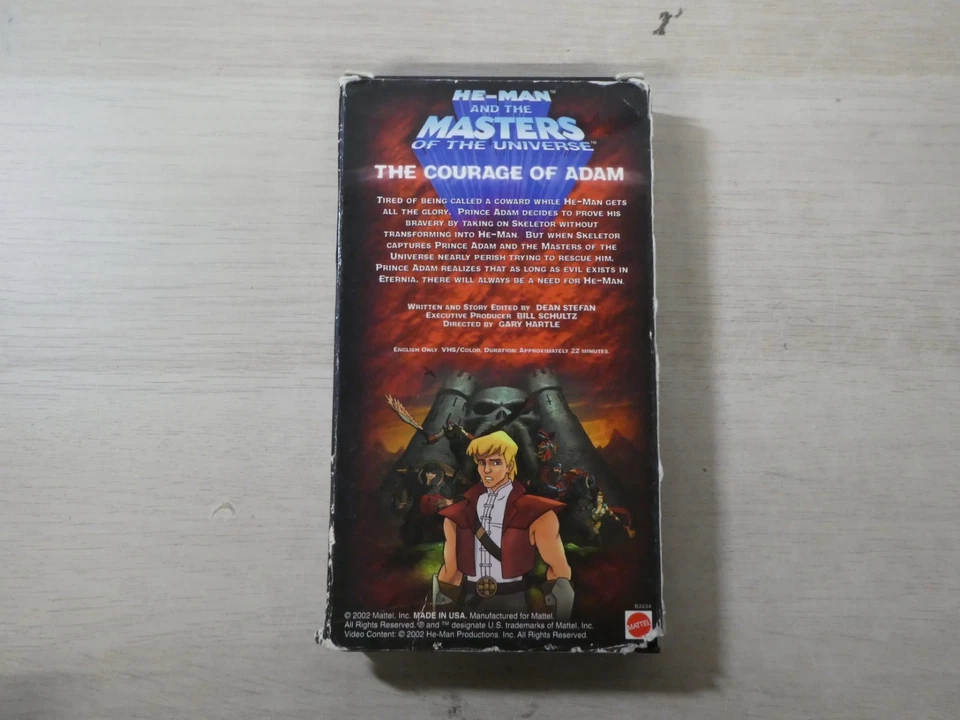 HE-MAN™
AND THE
MASTERS
OF THE UNIVERSE™
THE COURAGE OF ADAM
TIRED OF BEING CALLED A COWARD WHILE HE-MAN GETS
ALL THE GLORY, PRINCE ADAM DECIDES TO PROVE HIS
BRAVERY BY TAKING ON SKELETOR WITHOUT
TRANSFORMING INTO HE-MAN. BUT WHEN SKELETOR
CAPTURES PRINCE ADAM AND THE MASTERS OF THE
UNIVERSE NEARLY PERISH TRYING TO RESCUE HIM,
PRINCE ADAM REALIZES THAT AS LONG AS EVIL EXISTS IN
ETERNIA, THERE WILL ALWAYS BE A NEED FOR HE-MAN.
WRITTEN AND STORY EDITED BY DEAN STEFAN
EXECUTIVE PRODUCER BILL SCHULTZ
DIRECTED BY GARY HARTLE
ENGLISH ONLY. VHS/COLOR. DURATION: APPROXIMATELY 22 MINUTES.
B3234
© 2002 Mattel, Inc. MADE IN USA. Manufactured for Mattel.
All Rights Reserved. ® and ™ designate U.S. trademarks of Mattel, Inc.
Video Content: © 2002 He-Man Productions, Inc. All Rights Reserved.
MATTEL